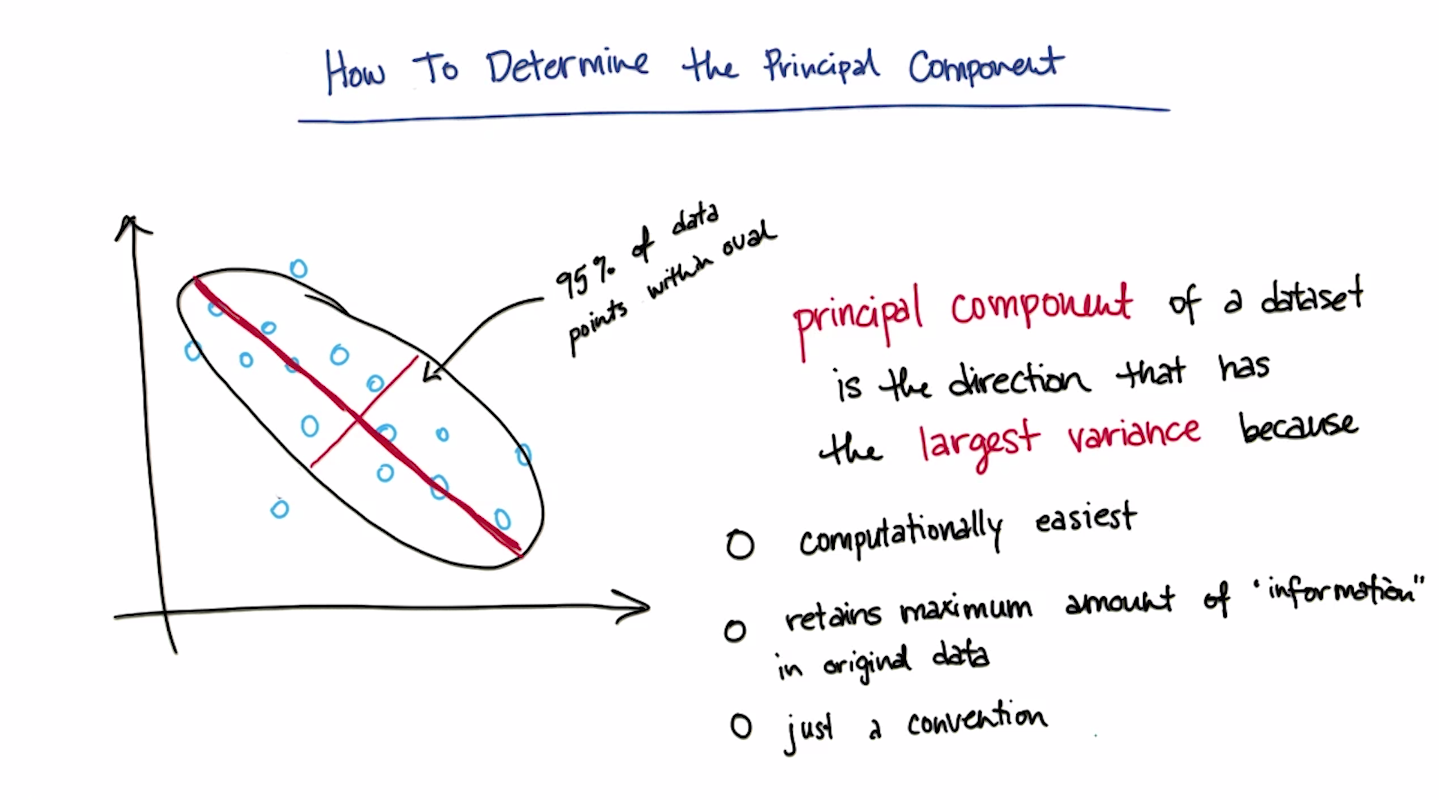 How To Determine the Principal Component
95% of data
points within oval
principal component of a dataset
is the direction that has
the largest variance because
O computationally easiest
O retains maximum amount of "information"
in original data
O just a convention